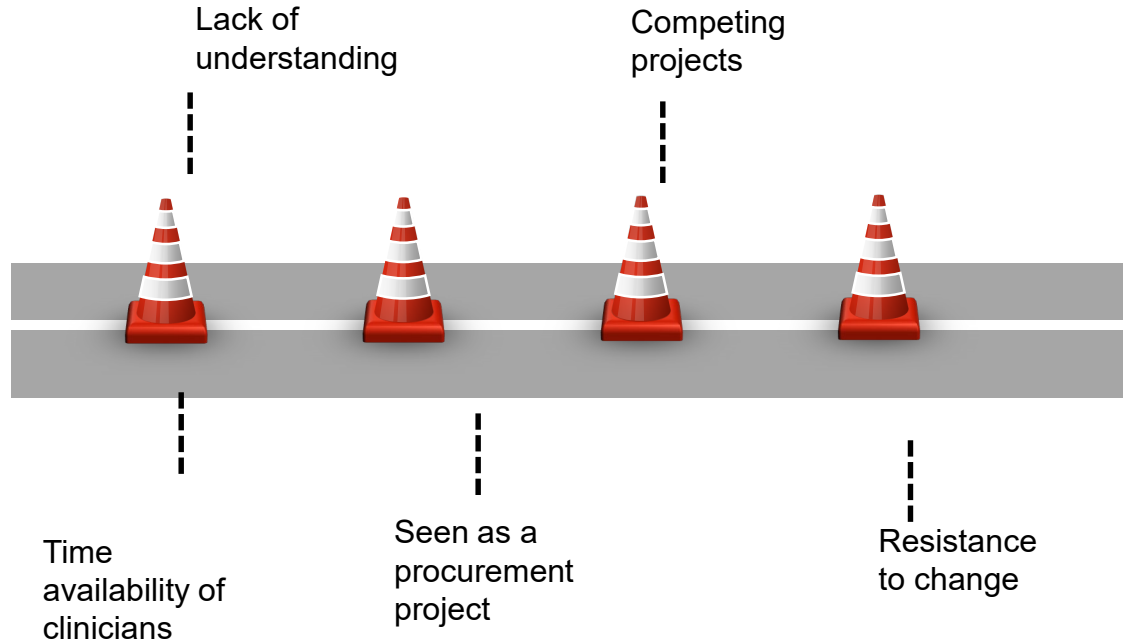 Lack of
understanding
Competing
projects
Time
availability of
clinicians
Seen as a
procurement
project
Resistance
to change